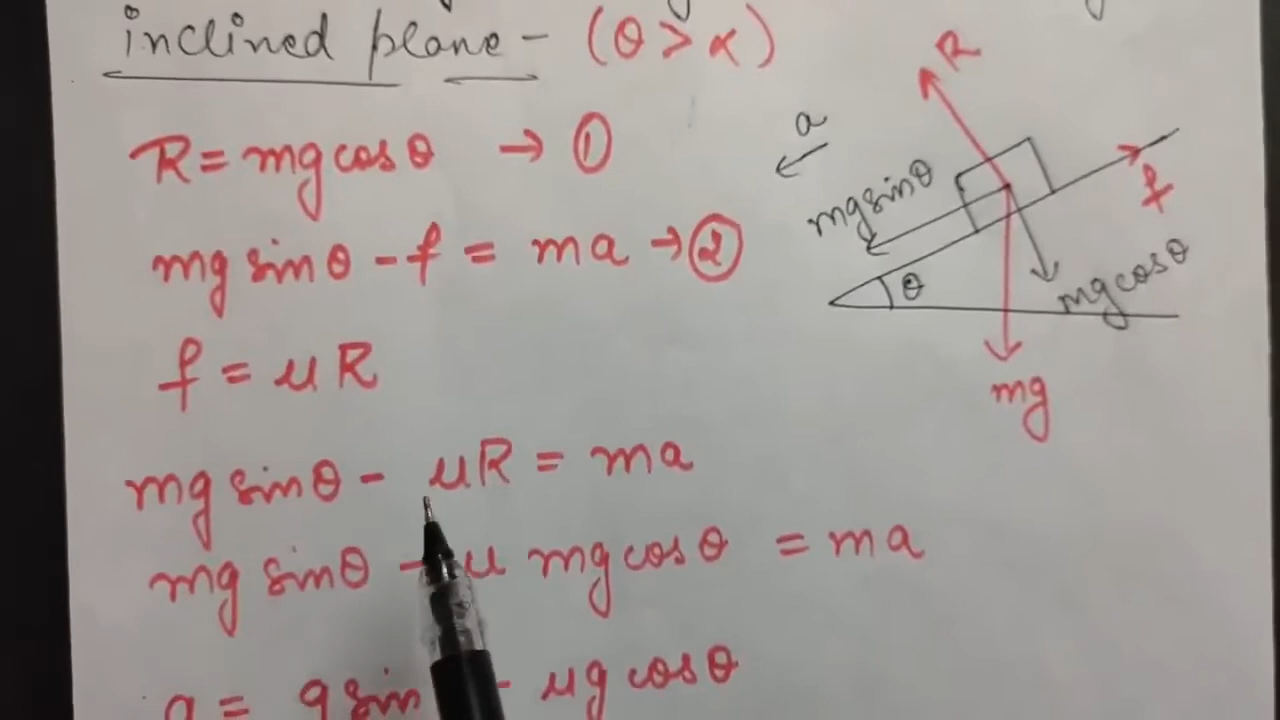 inclined plane - (θ > α)
R = mg cos θ → ①
mg sin θ - f = ma → ②
f = μR
mg sin θ - μR = ma
mg sin θ - μ mg cos θ = ma
a = g sin - μg cos θ
R
a
mg sin θ
f
θ
mg cos θ
mg